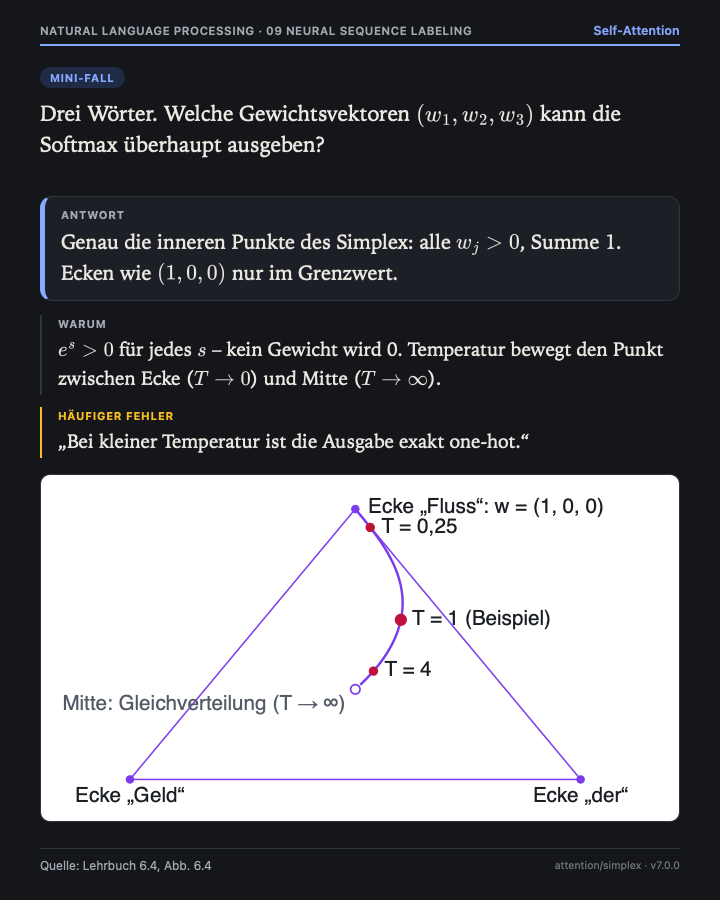 NATURAL LANGUAGE PROCESSING · 09 NEURAL SEQUENCE LABELING
Self-Attention
MINI-FALL
Drei Wörter. Welche Gewichtsvektoren (w₁, w₂, w₃) kann die
Softmax überhaupt ausgeben?
ANTWORT
Genau die inneren Punkte des Simplex: alle wⱼ > 0, Summe 1.
Ecken wie (1, 0, 0) nur im Grenzwert.
WARUM
eˢ > 0 für jedes s – kein Gewicht wird 0. Temperatur bewegt den Punkt
zwischen Ecke (T → 0) und Mitte (T → ∞).
HÄUFIGER FEHLER
„Bei kleiner Temperatur ist die Ausgabe exakt one-hot.“
Ecke „Fluss“: w = (1, 0, 0)
T = 0,25
T = 1 (Beispiel)
T = 4
Mitte: Gleichverteilung (T → ∞)
Ecke „Geld“
Ecke „der“
Quelle: Lehrbuch 6.4, Abb. 6.4
attention/simplex · v7.0.0